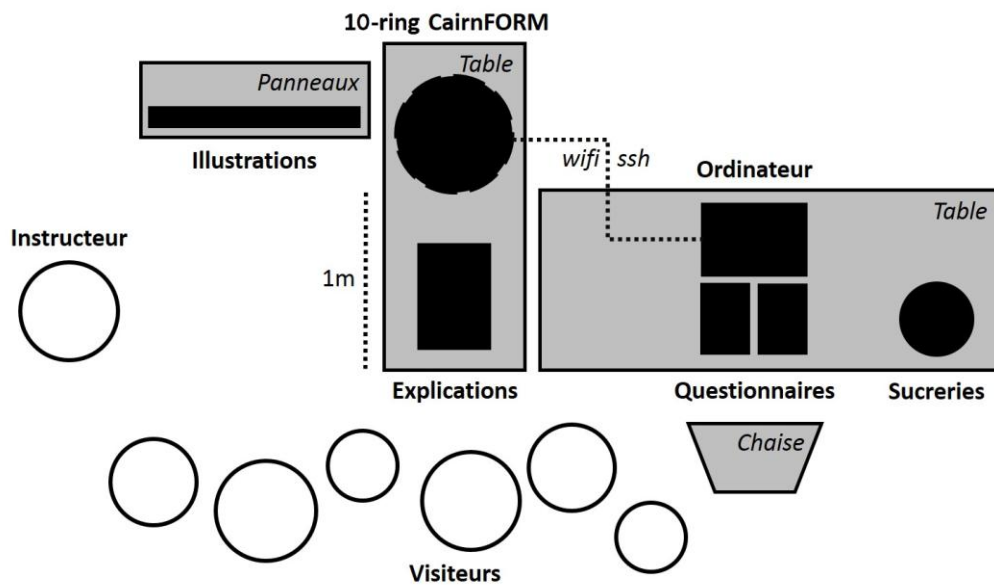 10-ring CairnFORM
Table
Panneaux
Illustrations
wifi
ssh
Ordinateur
Table
Instructeur
1m
Explications
Questionnaires
Sucreries
Chaise
Visiteurs